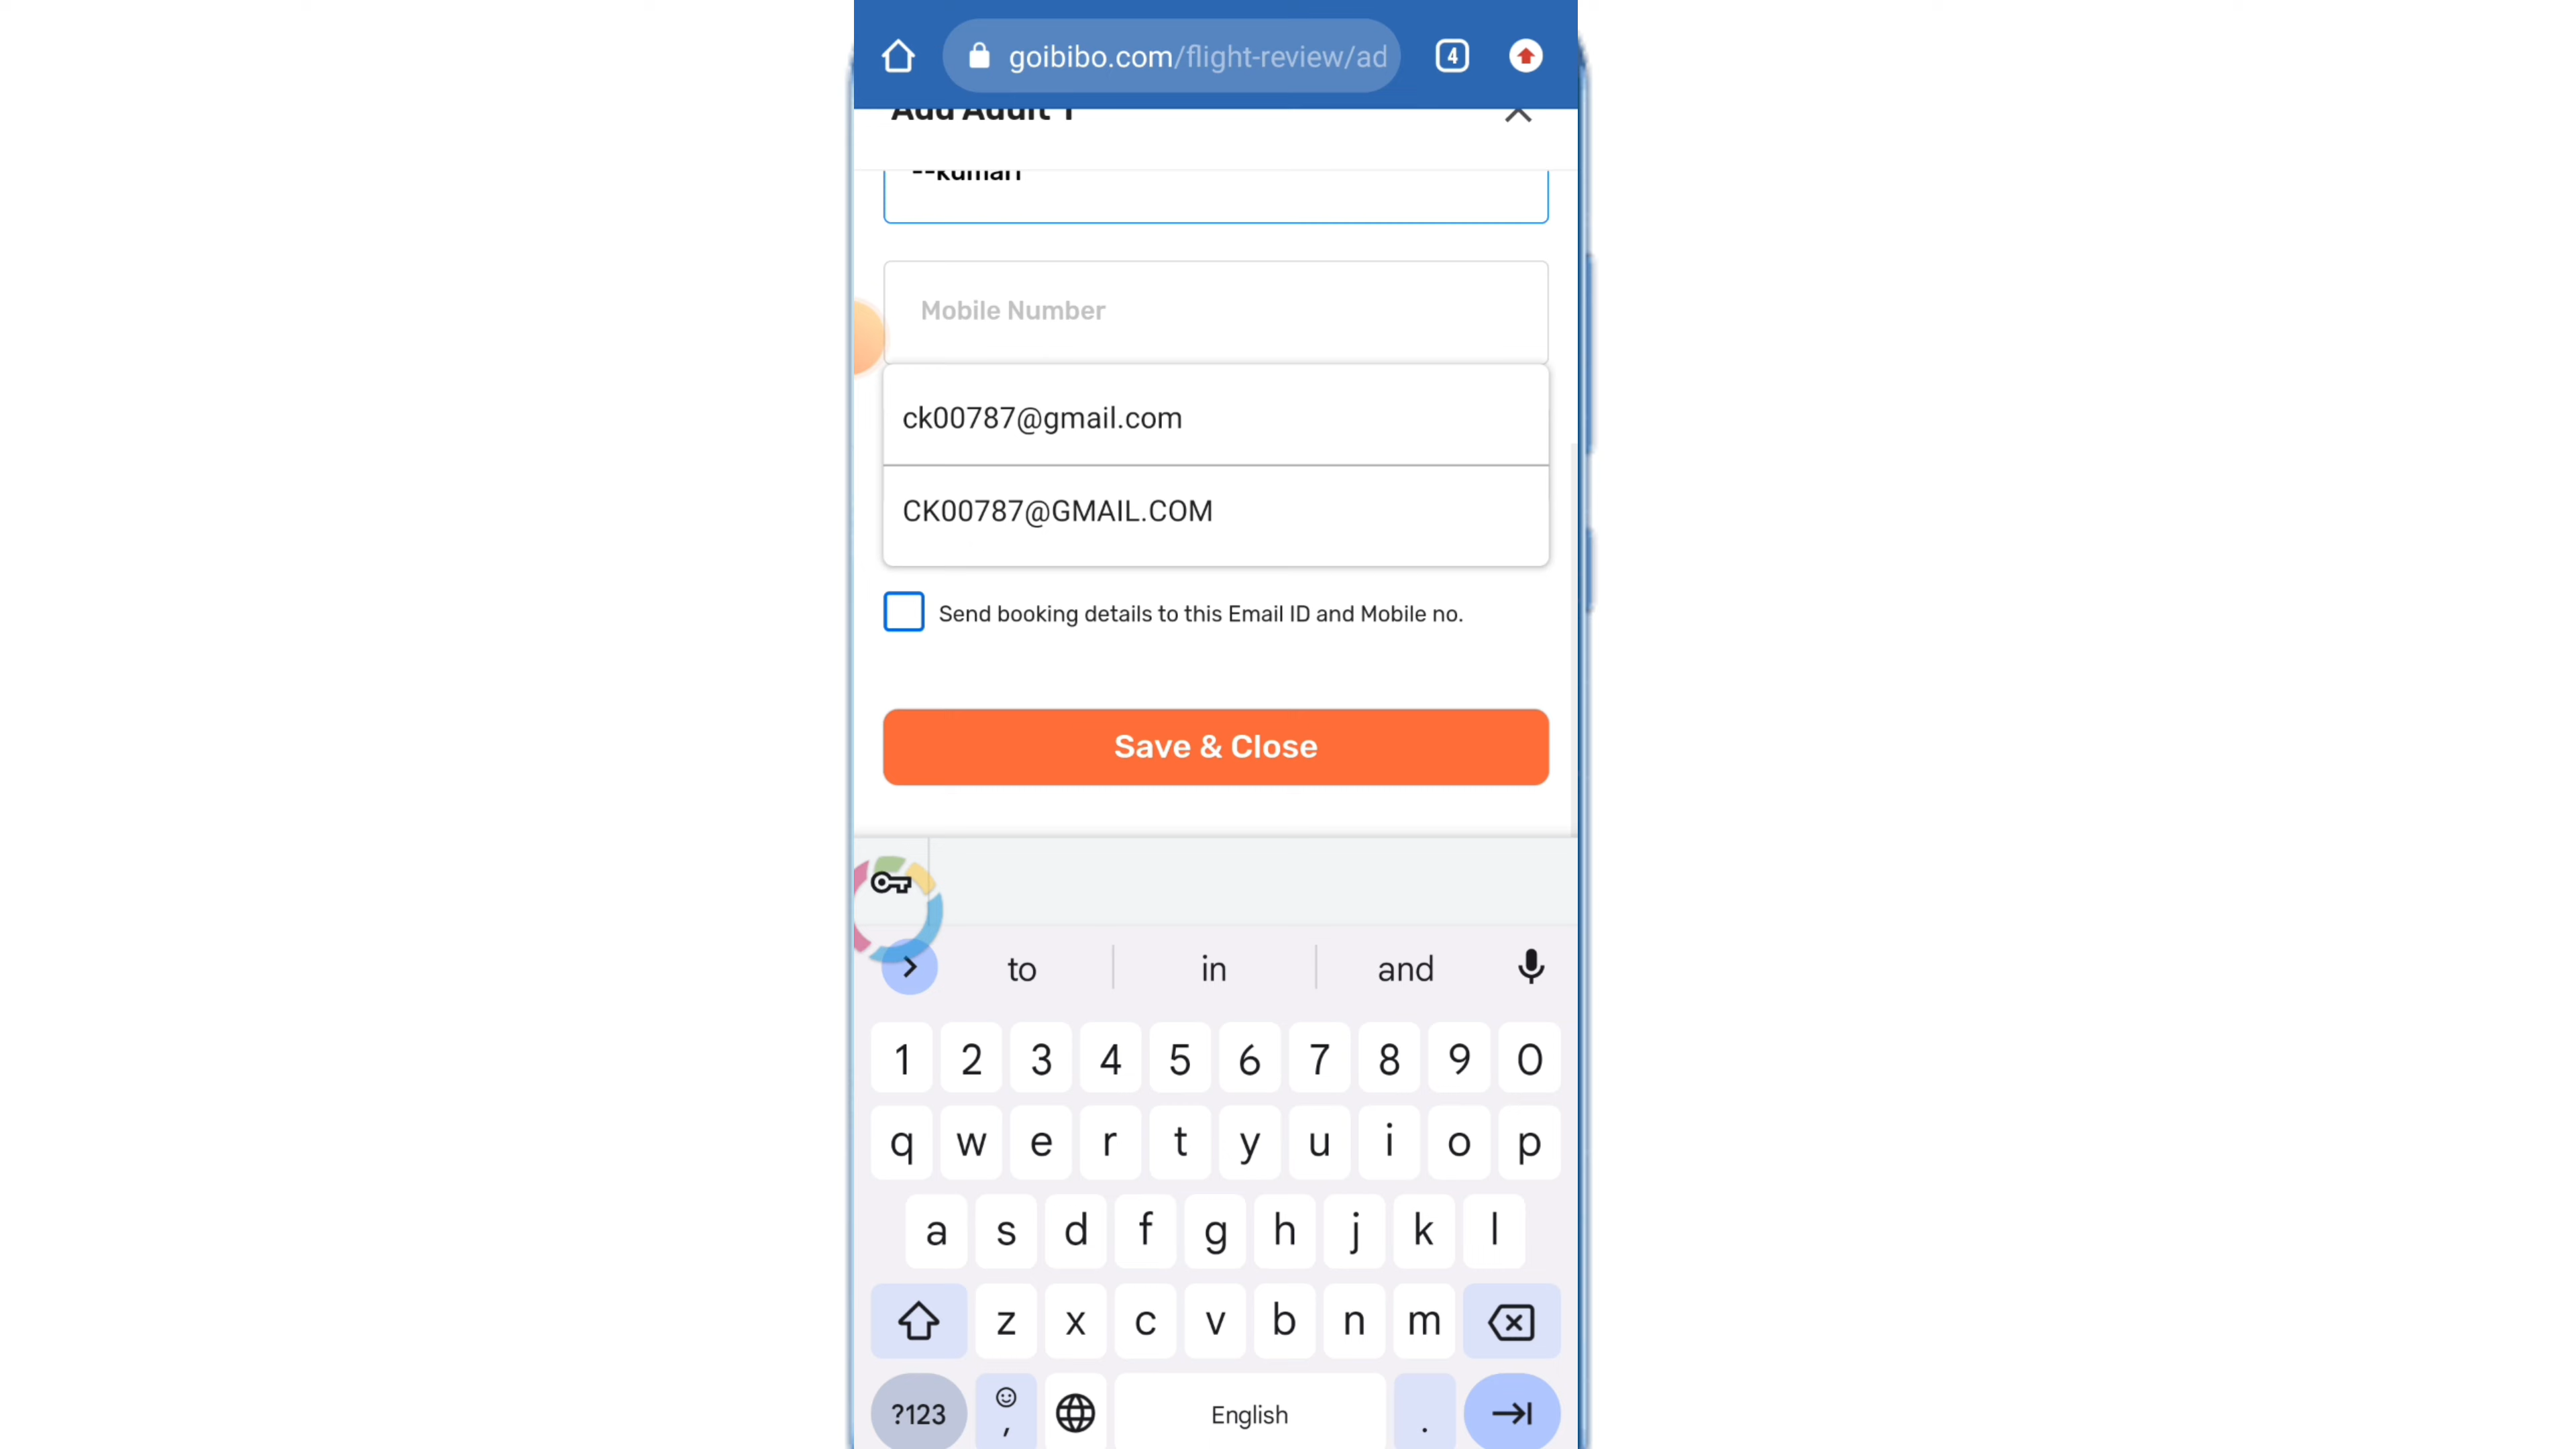 goibibo.com/flight-review/ad
4
Add Adult 1
--kumari
Mobile Number
ck00787@gmail.com
CK00787@GMAIL.COM
Send booking details to this Email ID and Mobile no.
Save & Close
to in and
1 2 3 4 5 6 7 8 9 0
q w e r t y u i o p
a s d f g h j k l
z x c v b n m
?123 , English .